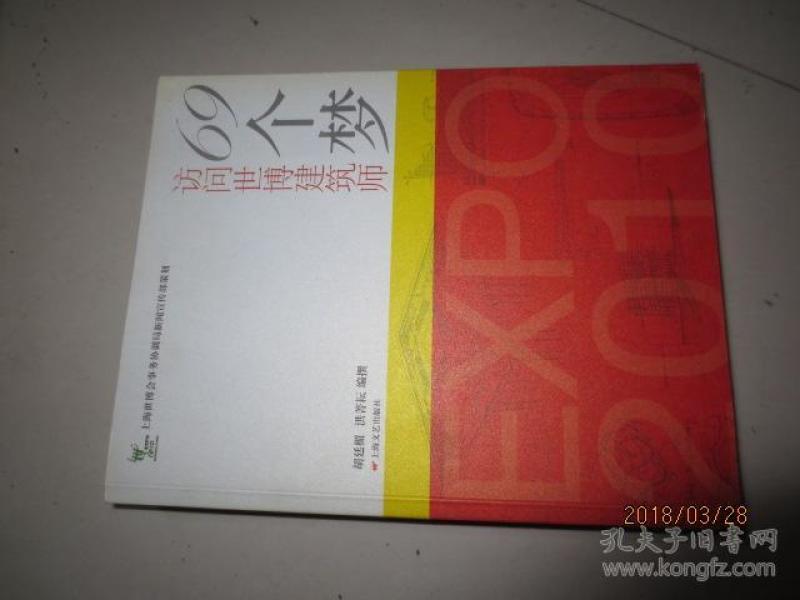 69个梦
访问世博建筑师
上海世博会事务协调局新闻宣传部策划
胡廷楣 洪菁耘 编撰
上海文艺出版社
EXPO
2010
2018/03/28
孔夫子旧书网
www.kongfz.com